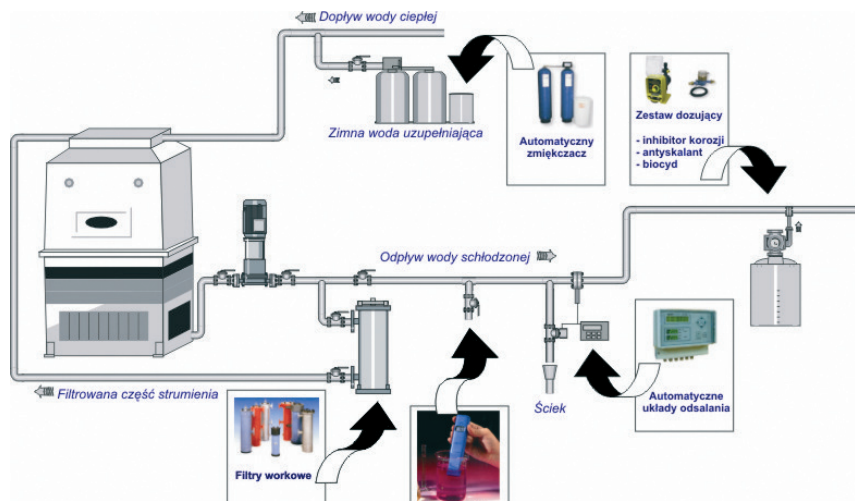 Dopływ wody ciepłej
Zimna woda uzupełniająca
Automatyczny
zmiękczacz
Zestaw dozujący
- inhibitor korozji
- antyskalant
- biocyd
Odpływ wody schłodzonej
Filtrowana część strumienia
Filtry workowe
Ściek
Automatyczne
układy odsalania